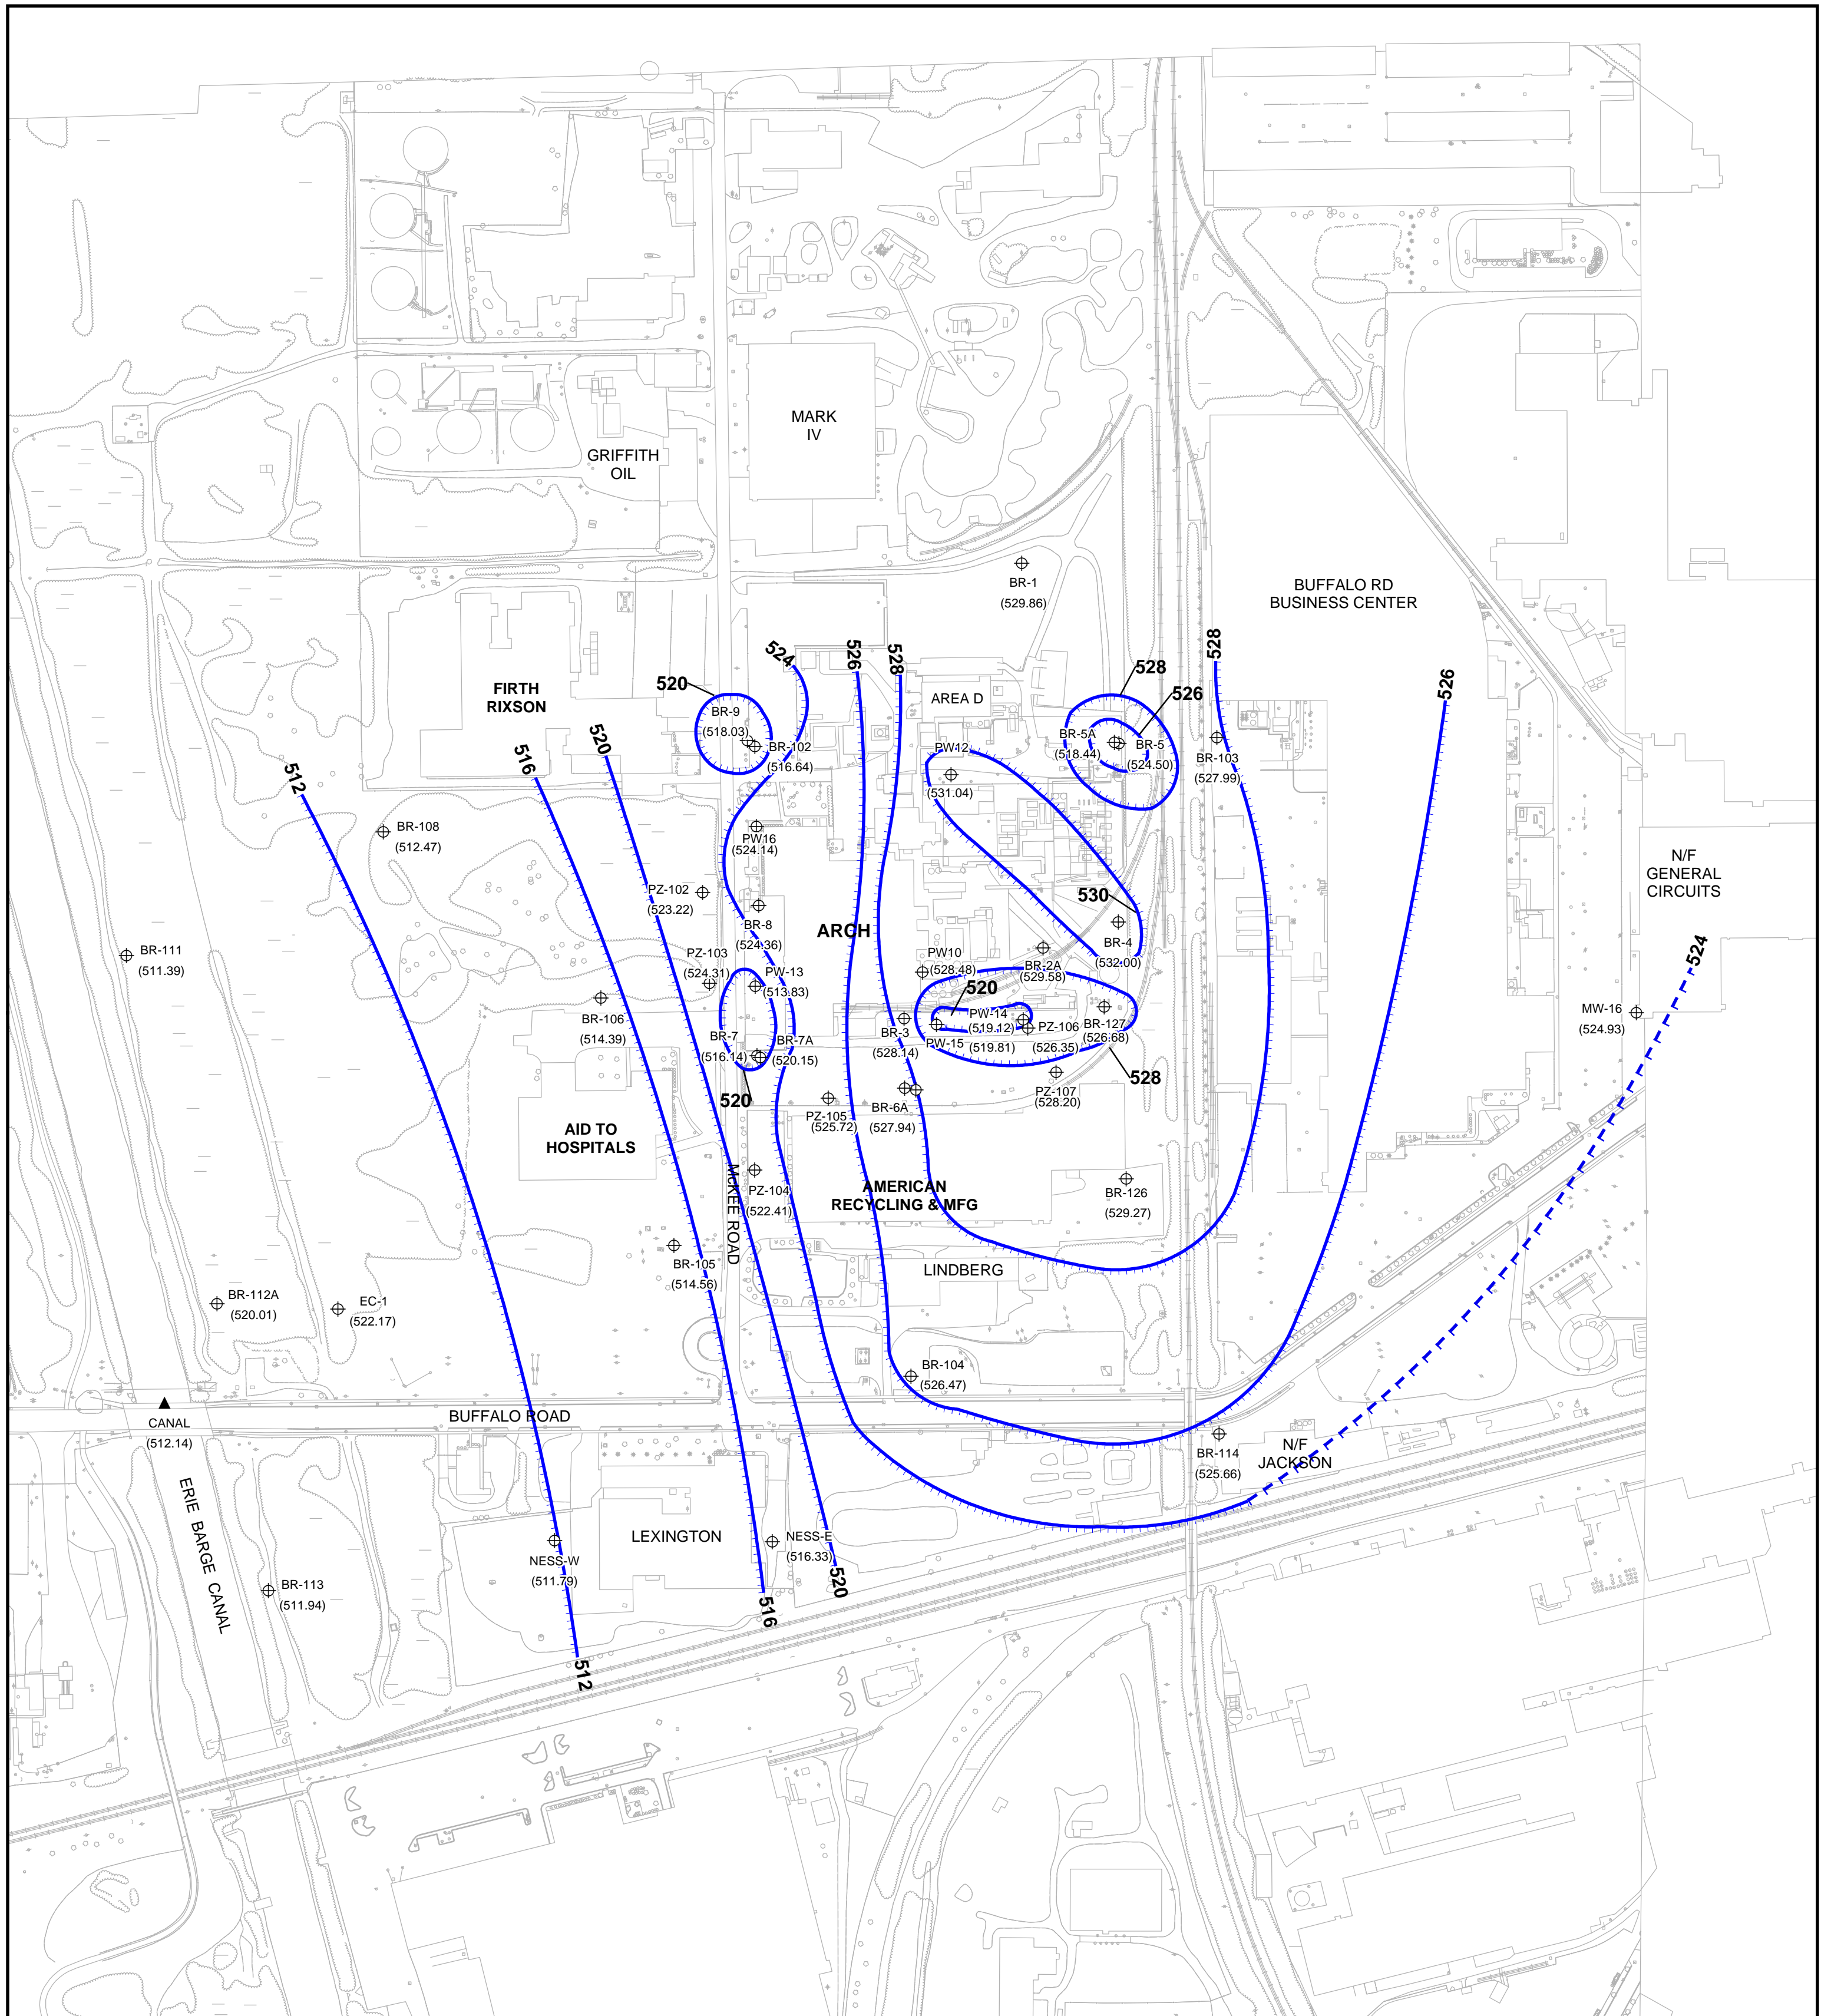 MARK
IV
GRIFFITH
OIL
BR-1
(529.86)
BUFFALO RD
BUSINESS CENTER
528
524
526
528
528
526
526
520
FIRTH
RIXSON
AREA D
BR-9
(518.03)
BR-102
(516.64)
BR-5A
(518.44)
BR-5
(524.50)
BR-103
(527.99)
PW12
(531.04)
520
516
512
BR-108
(512.47)
PW16
(524.14)
N/F
GENERAL
CIRCUITS
PZ-102
(523.22)
530
BR-8
(524.36)
ARCH
BR-4
(532.00)
BR-111
(511.39)
PZ-103
(524.31)
PW-13
(513.83)
PW10
(528.48)
BR-2A
(529.58)
524
520
BR-106
(514.39)
PW-14
(519.12)
BR-127
(526.68)
MW-16
(524.93)
BR-7
(516.14)
BR-7A
(520.15)
BR-3
(528.14)
PW-15
(519.81)
PZ-106
(526.35)
528
520
PZ-107
(528.20)
PZ-105
(525.72)
BR-6A
(527.94)
AID TO
HOSPITALS
McKEE ROAD
PZ-104
(522.41)
AMERICAN
RECYCLING & MFG
BR-126
(529.27)
BR-105
(514.56)
LINDBERG
BR-112A
(520.01)
EC-1
(522.17)
BR-104
(526.47)
CANAL
(512.14)
BUFFALO ROAD
BR-114
(525.66)
N/F
JACKSON
ERIE BARGE CANAL
LEXINGTON
NESS-E
(516.33)
NESS-W
(511.79)
BR-113
(511.94)
520
516
512